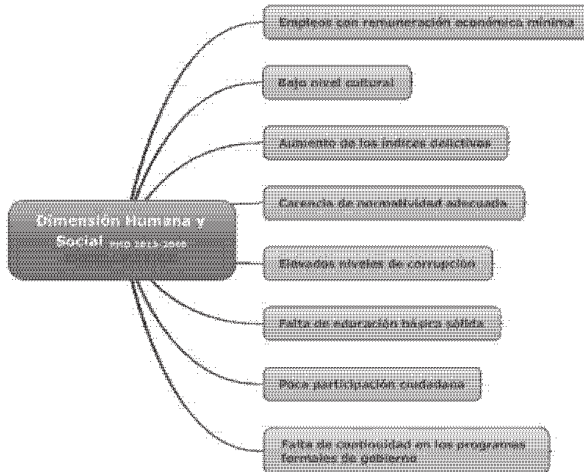 Empleos con remuneración económica mínima
Bajo nivel cultural
Aumento de los índices delictivos
Carencia de normatividad adecuada
Dimensión Humana y
Social
Elevados niveles de corrupción
Falta de educación básica sólida
Poca participación ciudadana
Falta de continuidad en los programas
formales de gobierno